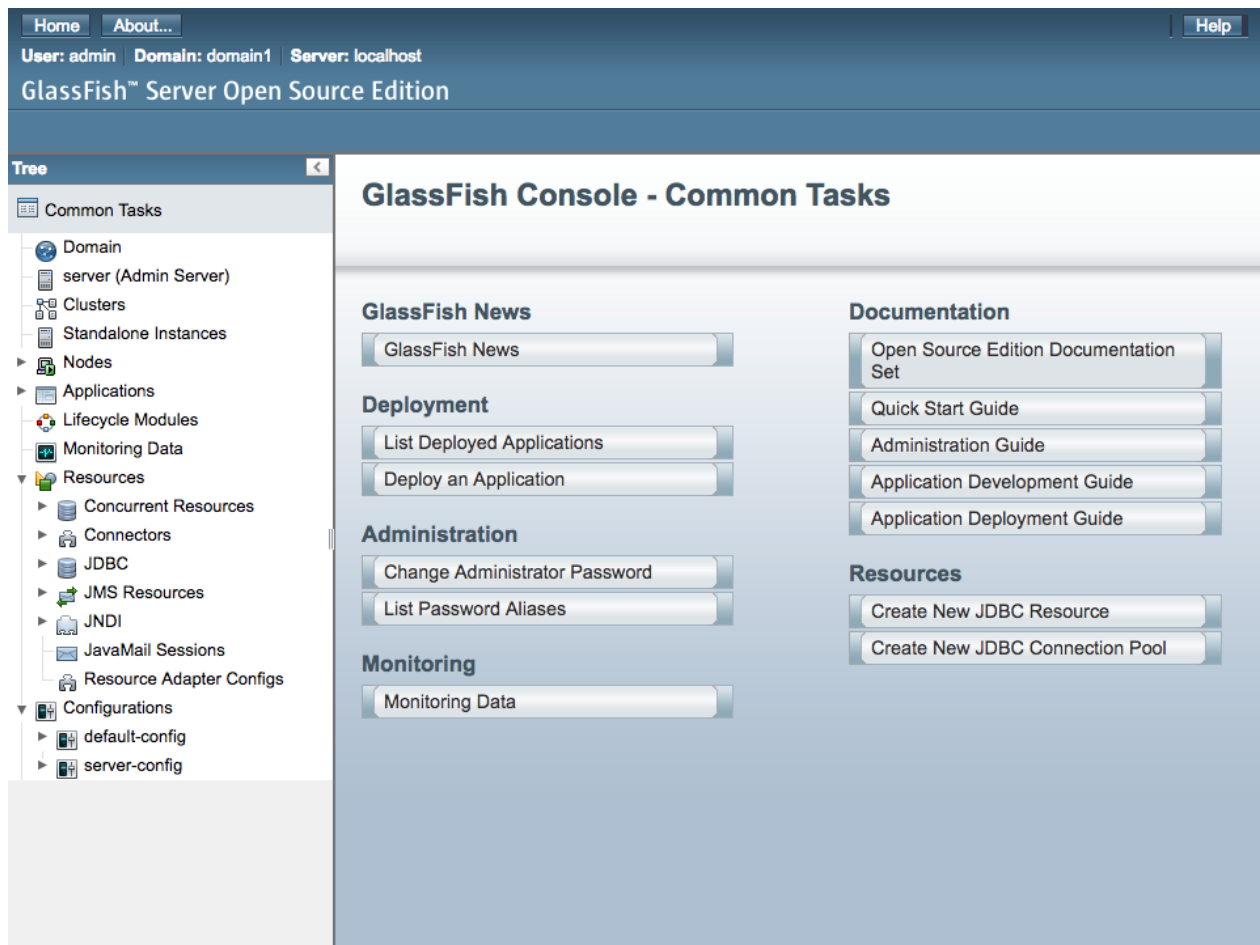 Home About... Help
User: admin Domain: domain1 Server: localhost
GlassFish™ Server Open Source Edition
Tree
Common Tasks
Domain
server (Admin Server)
Clusters
Standalone Instances
Nodes
Applications
Lifecycle Modules
Monitoring Data
Resources
Concurrent Resources
Connectors
JDBC
JMS Resources
JNDI
JavaMail Sessions
Resource Adapter Configs
Configurations
default-config
server-config
GlassFish Console - Common Tasks
GlassFish News
GlassFish News
Deployment
List Deployed Applications
Deploy an Application
Administration
Change Administrator Password
List Password Aliases
Monitoring
Monitoring Data
Documentation
Open Source Edition Documentation
Set
Quick Start Guide
Administration Guide
Application Development Guide
Application Deployment Guide
Resources
Create New JDBC Resource
Create New JDBC Connection Pool